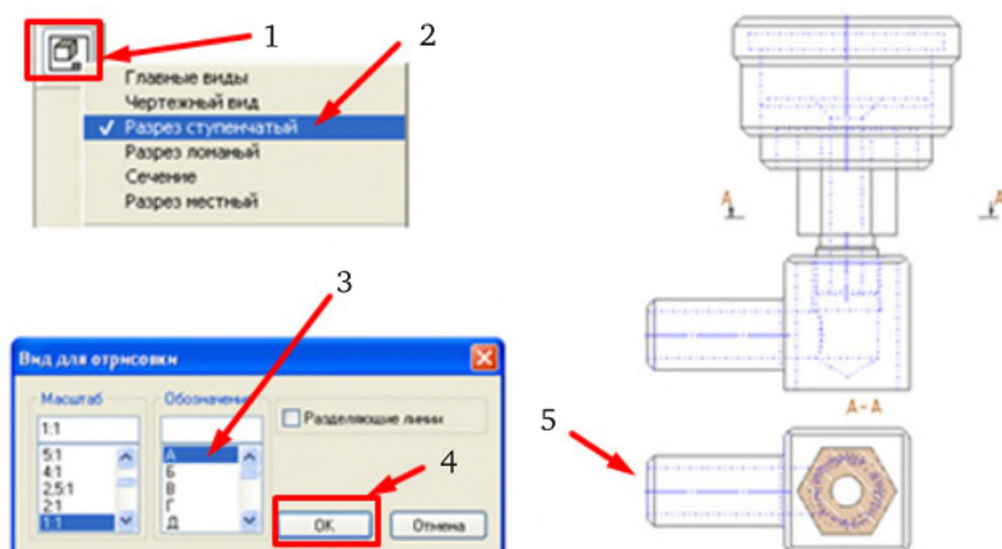 1
2
Главные виды
Чертежный вид
✓ Разрез ступенчатый
Разрез ломаный
Сечение
Разрез местный
A A
3
Вид для отрисовки
Масштаб
Обозначение
Разделяющие линии
1:1
5:1
4:1
2,5:1
2:1
1:1
А
Б
В
Г
Д
4
OK
Отмена
А-А
5